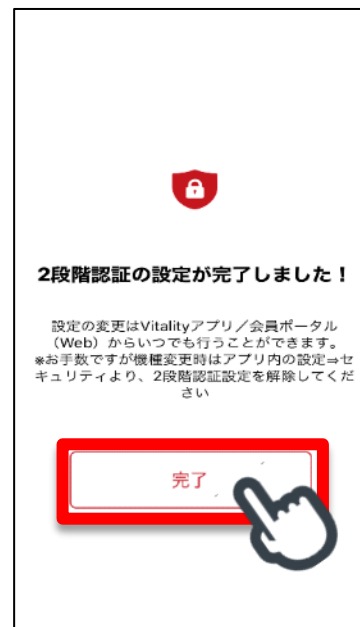 2段階認証の設定が完了しました！
設定の変更はVitalityアプリ／会員ポータル
（Web）からいつでも行うことができます。
※お手数ですが機種変更時はアプリ内の設定⇒セ
キュリティより、2段階認証設定を解除してくだ
さい
完了